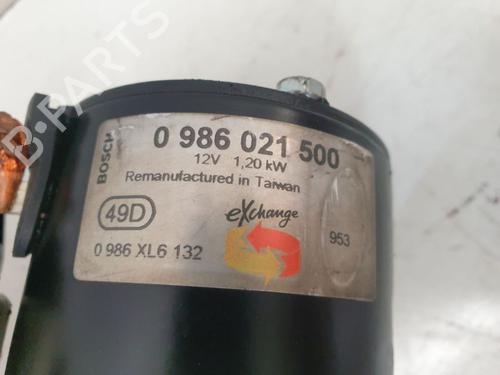 B-PARTS
BOSCH
0 986 021 500
12V 1,20 kW
Remanufactured in Taiwan
49D
eXchange
953
0 986 XL6 132